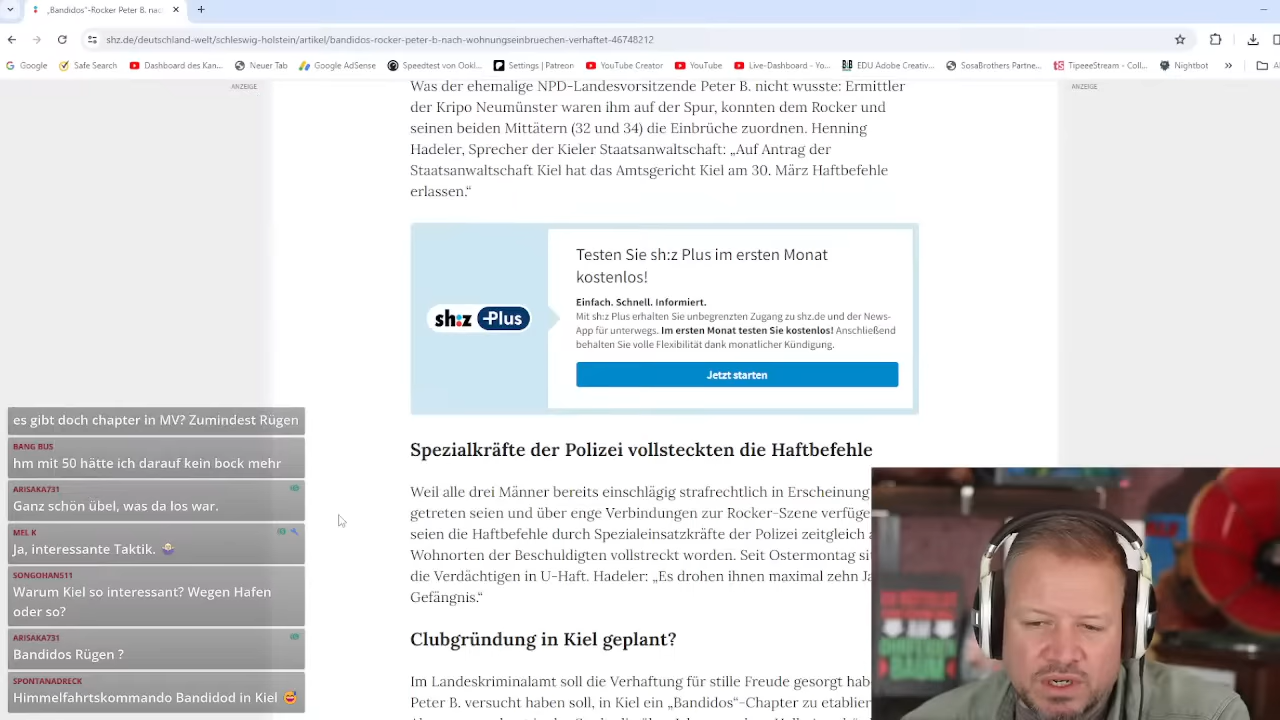 „Bandidos“-Rocker Peter B. nac
shz.de/deutschland-welt/schleswig-holstein/artikel/bandidos-rocker-peter-b-nach-wohnungseinbruechen-verhaftet-46748212
Google Safe Search Dashboard des Kan... Neuer Tab Google AdSense Speedtest von Ookl... Settings | Patreon YouTube Creator YouTube Live-Dashboard - Yo... EDU Adobe Creativ... SosaBrothers Partne... TipeeeStream - Coll... Nightbot »
ANZEIGE
ANZEIGE
Was der ehemalige NPD-Landesvorsitzende Peter B. nicht wusste: Ermittler
der Kripo Neumünster waren ihm auf der Spur, konnten dem Rocker und
seinen beiden Mittätern (32 und 34) die Einbrüche zuordnen. Henning
Hadeler, Sprecher der Kieler Staatsanwaltschaft: „Auf Antrag der
Staatsanwaltschaft Kiel hat das Amtsgericht Kiel am 30. März Haftbefehle
erlassen.“
sh:z Plus
Testen Sie sh:z Plus im ersten Monat
kostenlos!
Einfach. Schnell. Informiert.
Mit sh:z Plus erhalten Sie unbegrenzten Zugang zu shz.de und der News-
App für unterwegs. Im ersten Monat testen Sie kostenlos! Anschließend
behalten Sie volle Flexibilität dank monatlicher Kündigung.
Jetzt starten
Spezialkräfte der Polizei vollsteckten die Haftbefehle
Weil alle drei Männer bereits einschlägig strafrechtlich in Erscheinung
getreten seien und über enge Verbindungen zur Rocker-Szene verfüge
seien die Haftbefehle durch Spezialeinsatzkräfte der Polizei zeitgleich
Wohnorten der Beschuldigten vollstreckt worden. Seit Ostermontag si
die Verdächtigen in U-Haft. Hadeler: „Es drohen ihnen maximal zehn Ja
Gefängnis.“
Clubgründung in Kiel geplant?
Im Landeskriminalamt soll die Verhaftung für stille Freude gesorgt hab
Peter B. versucht haben soll, in Kiel ein „Bandidos“-Chapter zu etablier
es gibt doch chapter in MV? Zumindest Rügen
BANG BUS
hm mit 50 hätte ich darauf kein bock mehr
ARISAKA731
Ganz schön übel, was da los war.
MEL K
Ja, interessante Taktik. 🤷🏼‍♀️
SONGOHAN511
Warum Kiel so interessant? Wegen Hafen
oder so?
ARISAKA731
Bandidos Rügen ?
SPONTANADRECK
Himmelfahrtskommando Bandidod in Kiel 😅